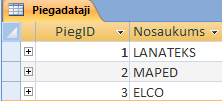 Piegadataji
PiegID Nosaukums
1 LANATEKS
2 MAPED
3 ELCO